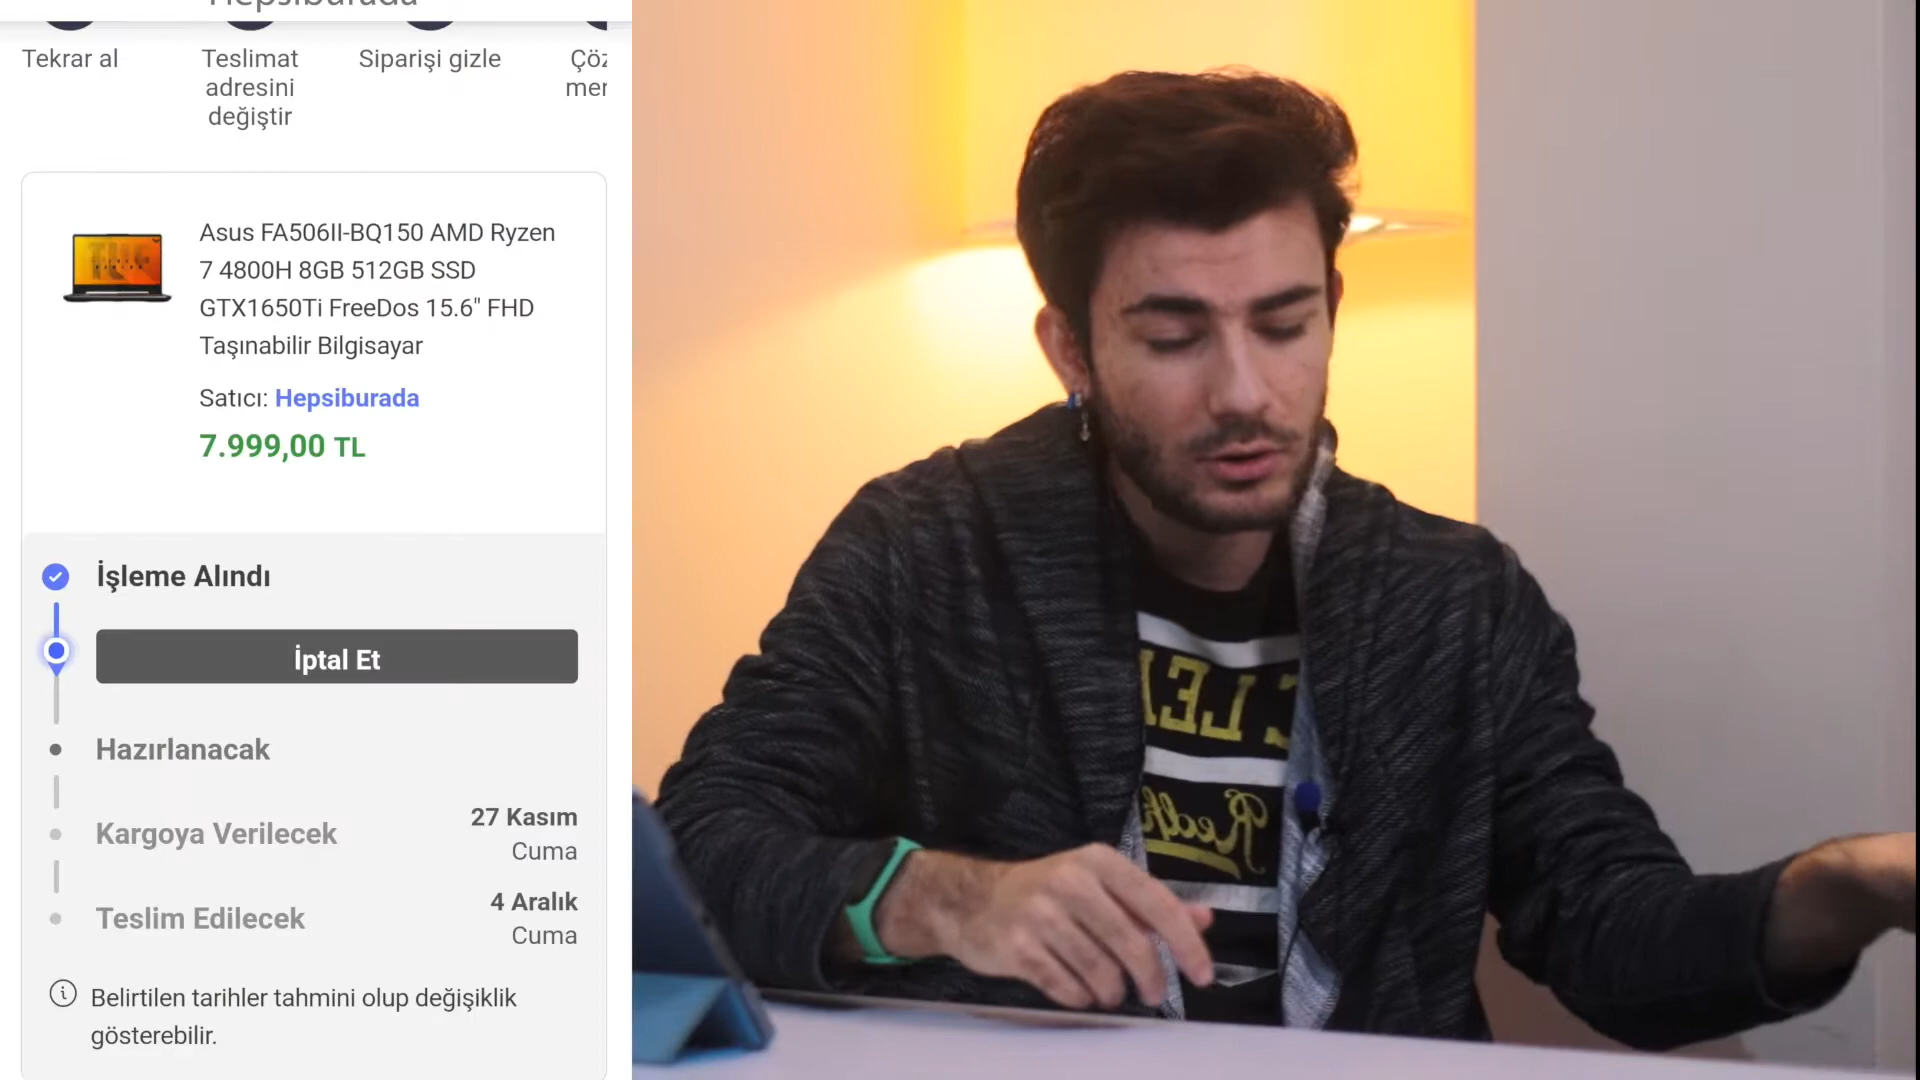 Hepsiburada
Tekrar al
Teslimat
adresini
değiştir
Siparişi gizle
Asus FA506II-BQ150 AMD Ryzen
7 4800H 8GB 512GB SSD
GTX1650Ti FreeDos 15.6" FHD
Taşınabilir Bilgisayar
Satıcı: Hepsiburada
7.999,00 TL
İşleme Alındı
İptal Et
Hazırlanacak
Kargoya Verilecek
27 Kasım
Cuma
Teslim Edilecek
4 Aralık
Cuma
Belirtilen tarihler tahmini olup değişiklik
gösterebilir.